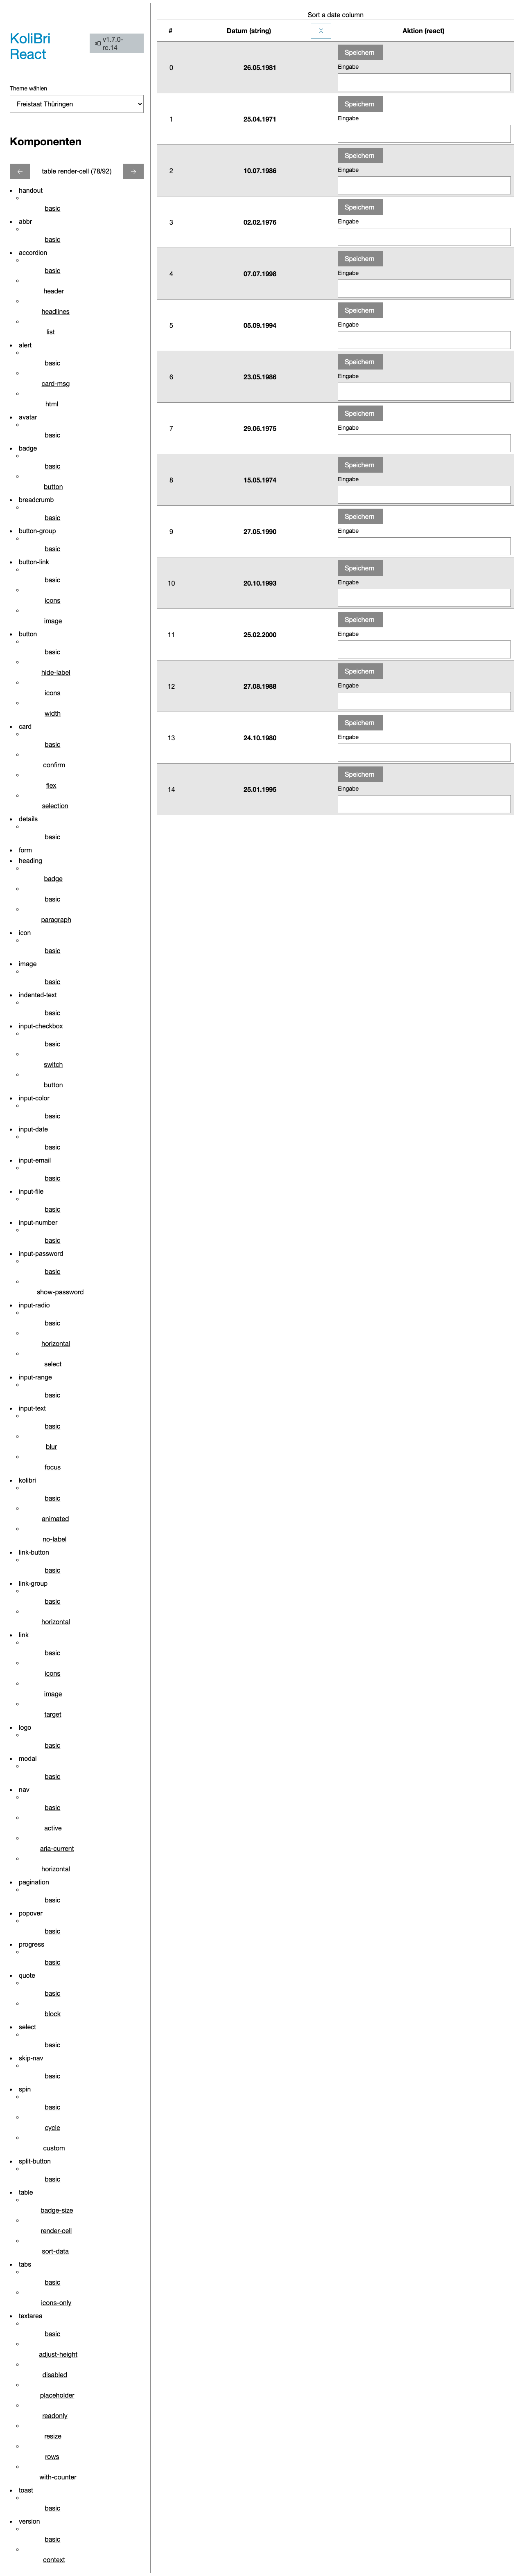 KoliBri
React
v1.7.0-
rc.14
Theme wählen
Freistaat Thüringen
Komponenten
table render-cell (78/92)
handout
basic
abbr
basic
accordion
basic
header
headlines
list
alert
basic
card-msg
html
avatar
basic
badge
basic
button
breadcrumb
basic
button-group
basic
button-link
basic
icons
image
button
basic
hide-label
icons
width
card
basic
confirm
flex
selection
details
basic
form
heading
badge
basic
paragraph
icon
basic
image
basic
indented-text
basic
input-checkbox
basic
switch
button
input-color
basic
input-date
basic
input-email
basic
input-file
basic
input-number
basic
input-password
basic
show-password
input-radio
basic
horizontal
select
input-range
basic
input-text
basic
blur
focus
kolibri
basic
animated
no-label
link-button
basic
link-group
basic
horizontal
link
basic
icons
image
target
logo
basic
modal
basic
nav
basic
active
aria-current
horizontal
pagination
basic
popover
basic
progress
basic
quote
basic
block
select
basic
skip-nav
basic
spin
basic
cycle
custom
split-button
basic
table
badge-size
render-cell
sort-data
tabs
basic
icons-only
textarea
basic
adjust-height
disabled
placeholder
readonly
resize
rows
with-counter
toast
basic
version
basic
context
Sort a date column
# Datum (string) Aktion (react)
Speichern
Eingabe
0 26.05.1981
Speichern
Eingabe
1 25.04.1971
Speichern
Eingabe
2 10.07.1986
Speichern
Eingabe
3 02.02.1976
Speichern
Eingabe
4 07.07.1998
Speichern
Eingabe
5 05.09.1994
Speichern
Eingabe
6 23.05.1986
Speichern
Eingabe
7 29.06.1975
Speichern
Eingabe
8 15.05.1974
Speichern
Eingabe
9 27.05.1990
Speichern
Eingabe
10 20.10.1993
Speichern
Eingabe
11 25.02.2000
Speichern
Eingabe
12 27.08.1988
Speichern
Eingabe
13 24.10.1980
Speichern
Eingabe
14 25.01.1995